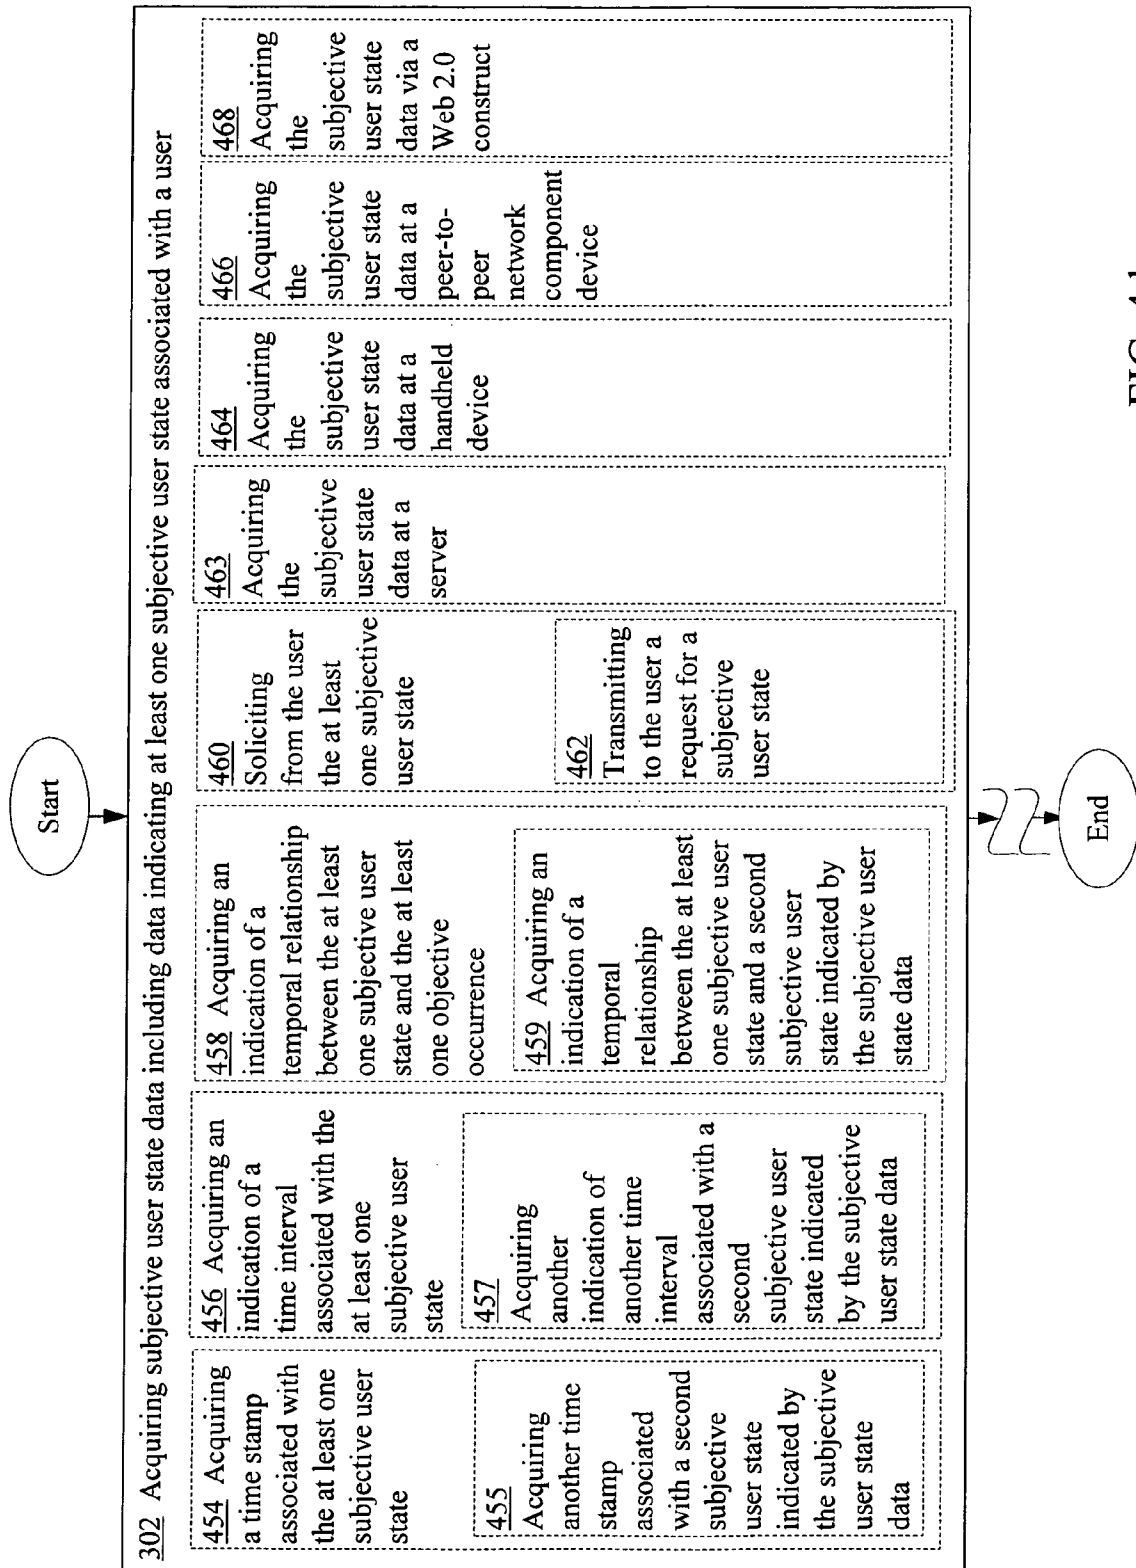 Start
302 Acquiring subjective user state data including data indicating at least one subjective user state associated with a user
454 Acquiring
a time stamp
associated with
the at least one
subjective user
state
455
Acquiring
another time
stamp
associated
with a second
subjective
user state
indicated by
the subjective
user state
data
456 Acquiring an
indication of a
time interval
associated with the
at least one
subjective user
state
457
Acquiring
another
indication of
another time
interval
associated with a
second
subjective user
state indicated
by the subjective
user state data
458 Acquiring an
indication of a
temporal relationship
between the at least
one subjective user
state and the at least
one objective
occurrence
459 Acquiring an
indication of a
temporal
relationship
between the at least
one subjective user
state and a second
subjective user
state indicated by
the subjective user
state data
460
Soliciting
from the user
the at least
one subjective
user state
462
Transmitting
to the user a
request for a
subjective
user state
463
Acquiring
the
subjective
user state
data at a
server
464
Acquiring
the
subjective
user state
data at a
handheld
device
466
Acquiring
the
subjective
user state
data at a
peer-to-
peer
network
component
device
468
Acquiring
the
subjective
user state
data via a
Web 2.0
construct
End
FIG.